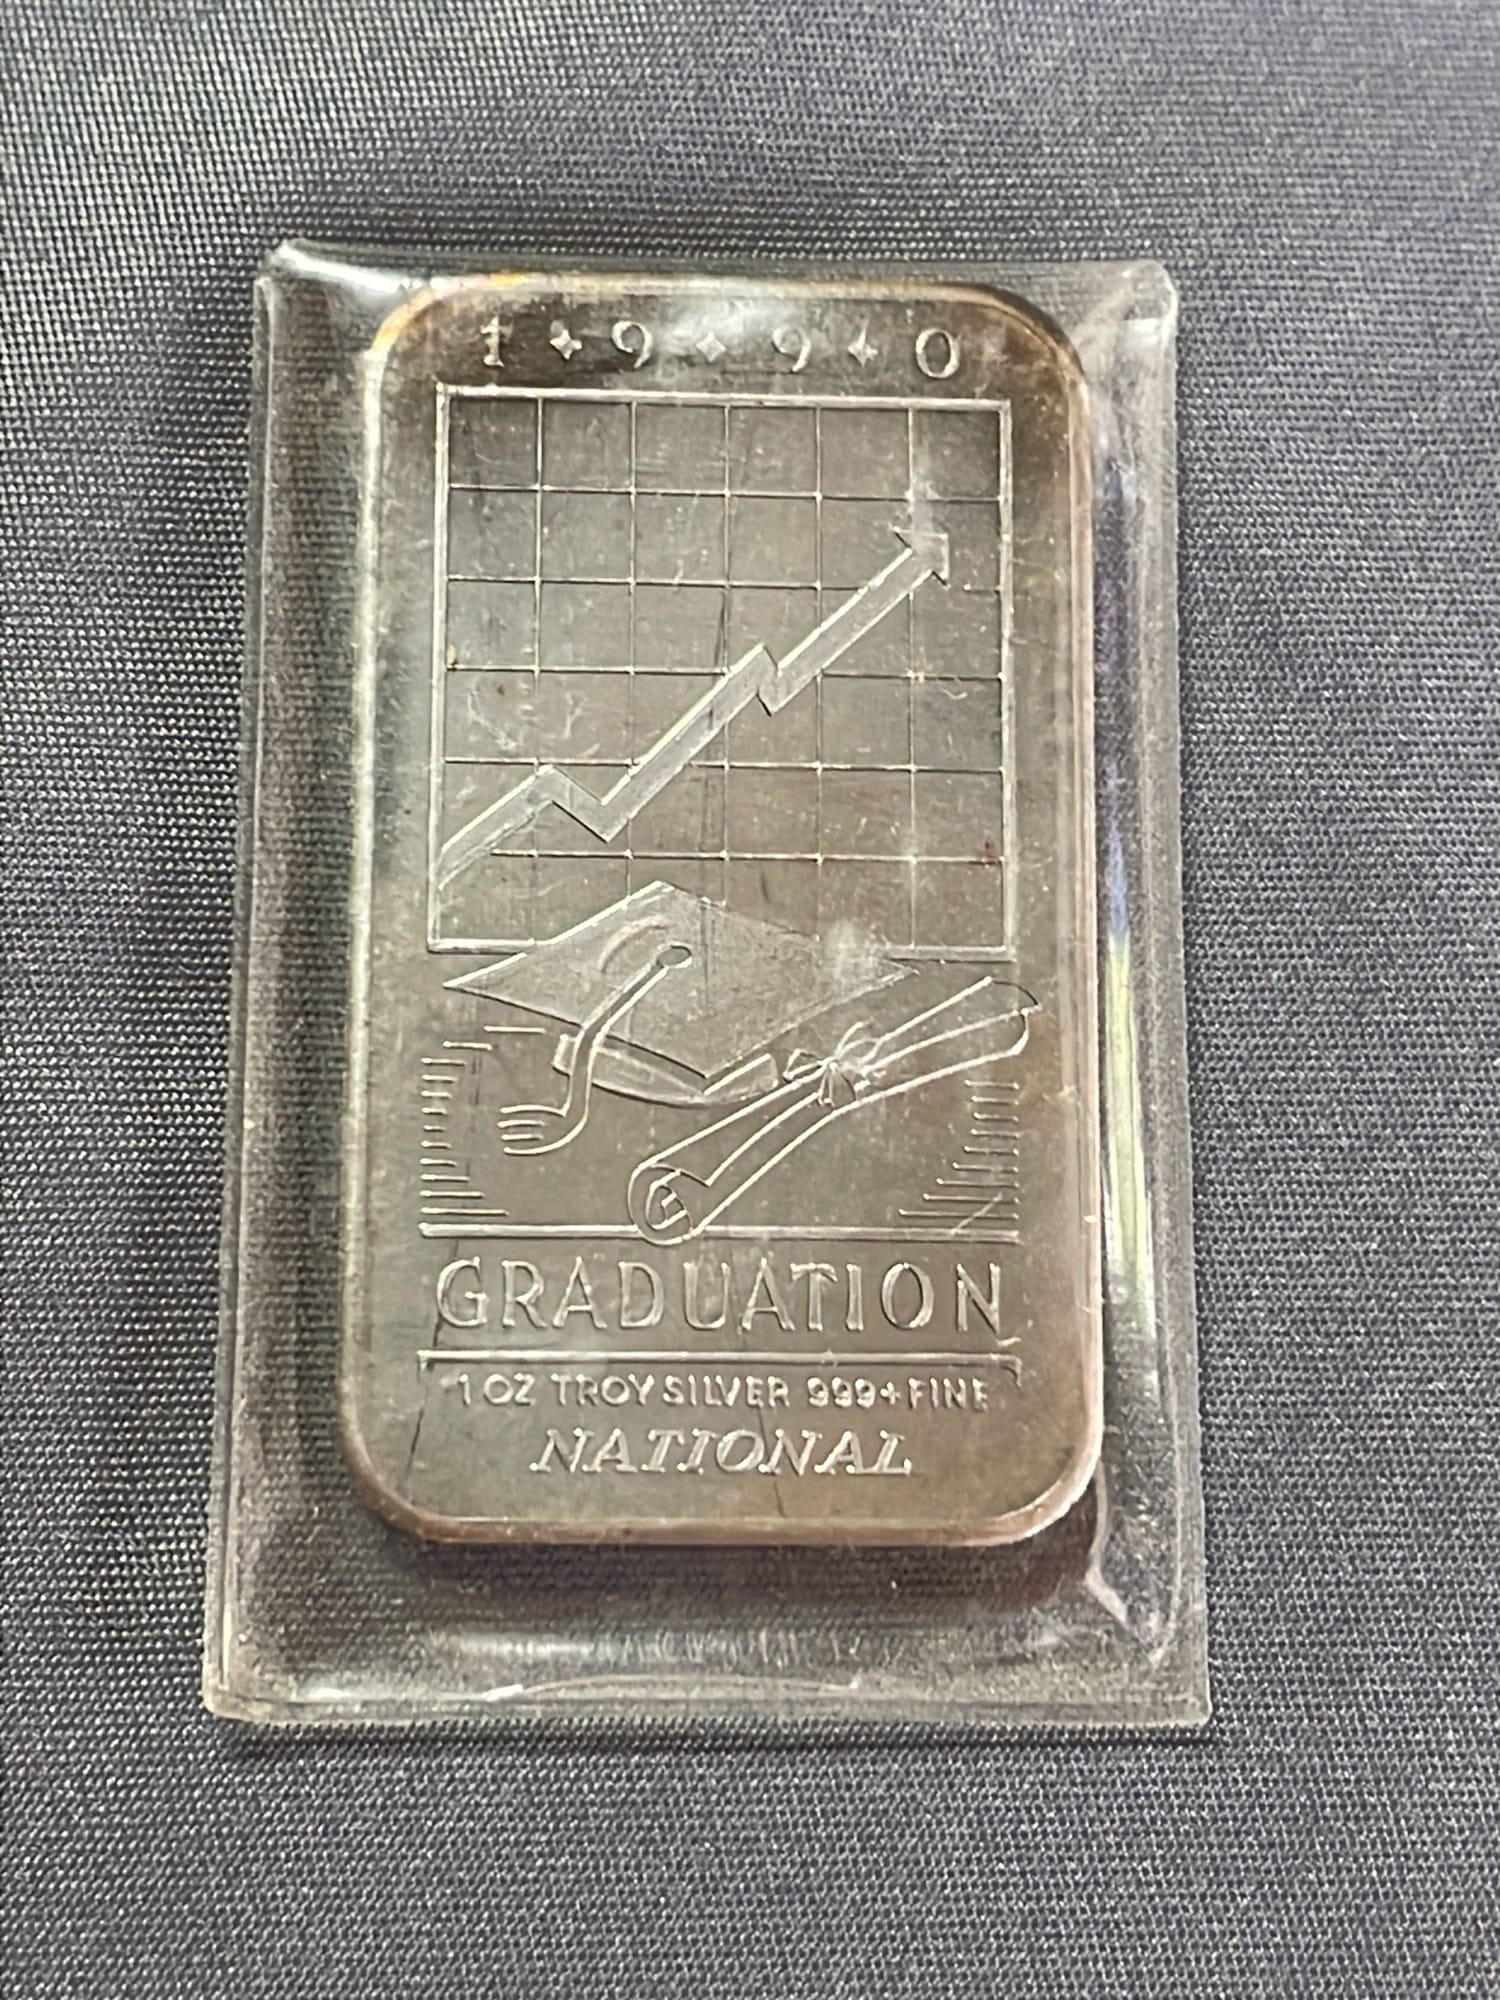 1 ✦ 9 ✦ 9 ✦ 0
GRADUATION
1 OZ TROY SILVER 999+ FINE
NATIONAL